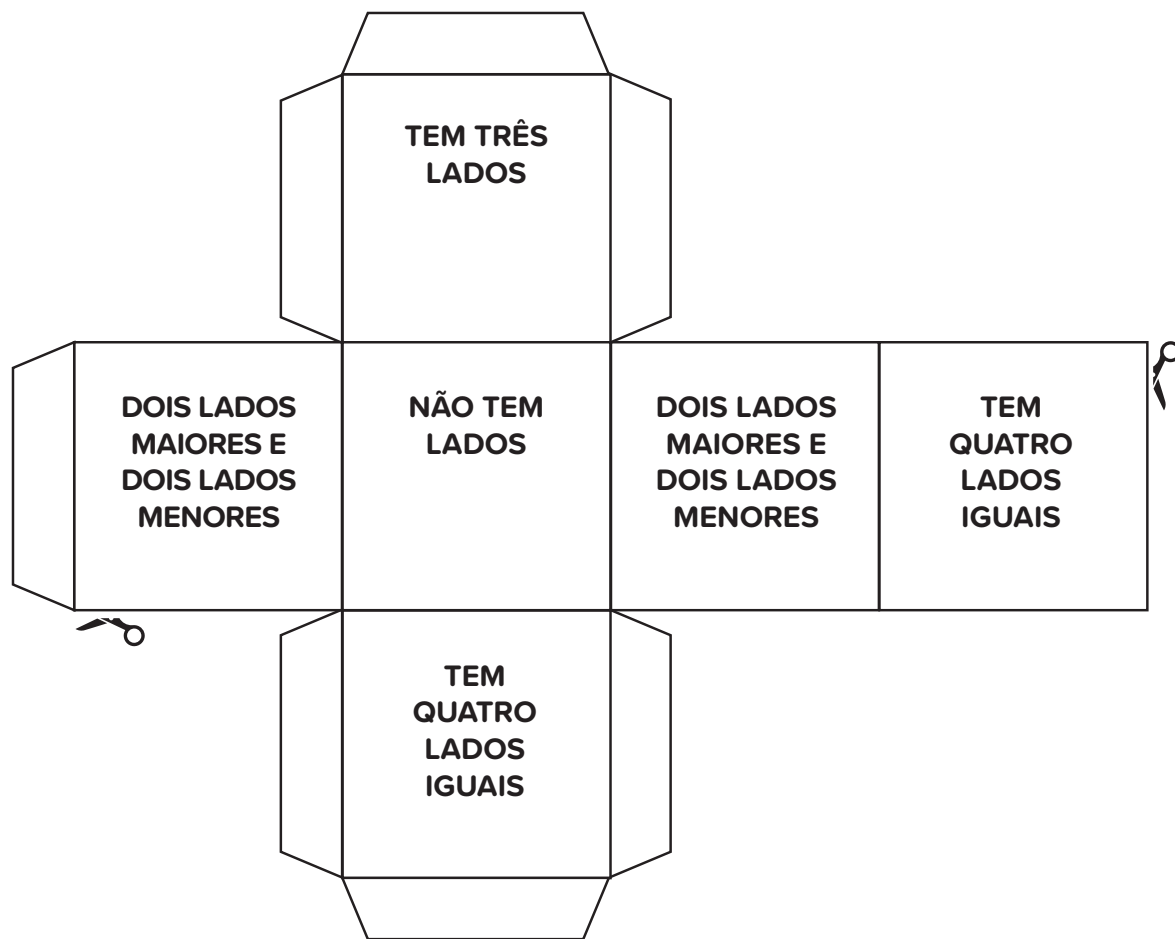 TEM TRÊS
LADOS
DOIS LADOS
MAIORES E
DOIS LADOS
MENORES
NÃO TEM
LADOS
DOIS LADOS
MAIORES E
DOIS LADOS
MENORES
TEM
QUATRO
LADOS
IGUAIS
TEM
QUATRO
LADOS
IGUAIS